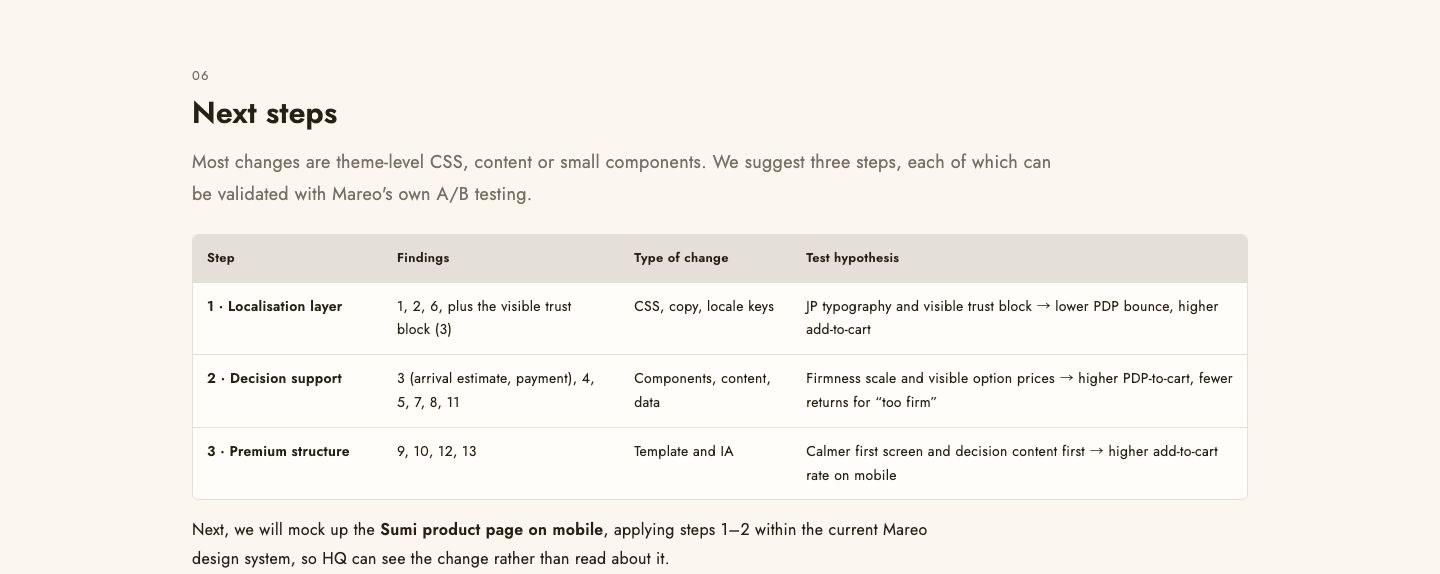 06
Next steps
Most changes are theme-level CSS, content or small components. We suggest three steps, each of which can
be validated with Mareo's own A/B testing.
Step Findings Type of change Test hypothesis
1 · Localisation layer 1, 2, 6, plus the visible trust block (3) CSS, copy, locale keys JP typography and visible trust block → lower PDP bounce, higher add-to-cart
2 · Decision support 3 (arrival estimate, payment), 4, 5, 7, 8, 11 Components, content, data Firmness scale and visible option prices → higher PDP-to-cart, fewer returns for “too firm”
3 · Premium structure 9, 10, 12, 13 Template and IA Calmer first screen and decision content first → higher add-to-cart rate on mobile
Next, we will mock up the Sumi product page on mobile, applying steps 1–2 within the current Mareo
design system, so HQ can see the change rather than read about it.